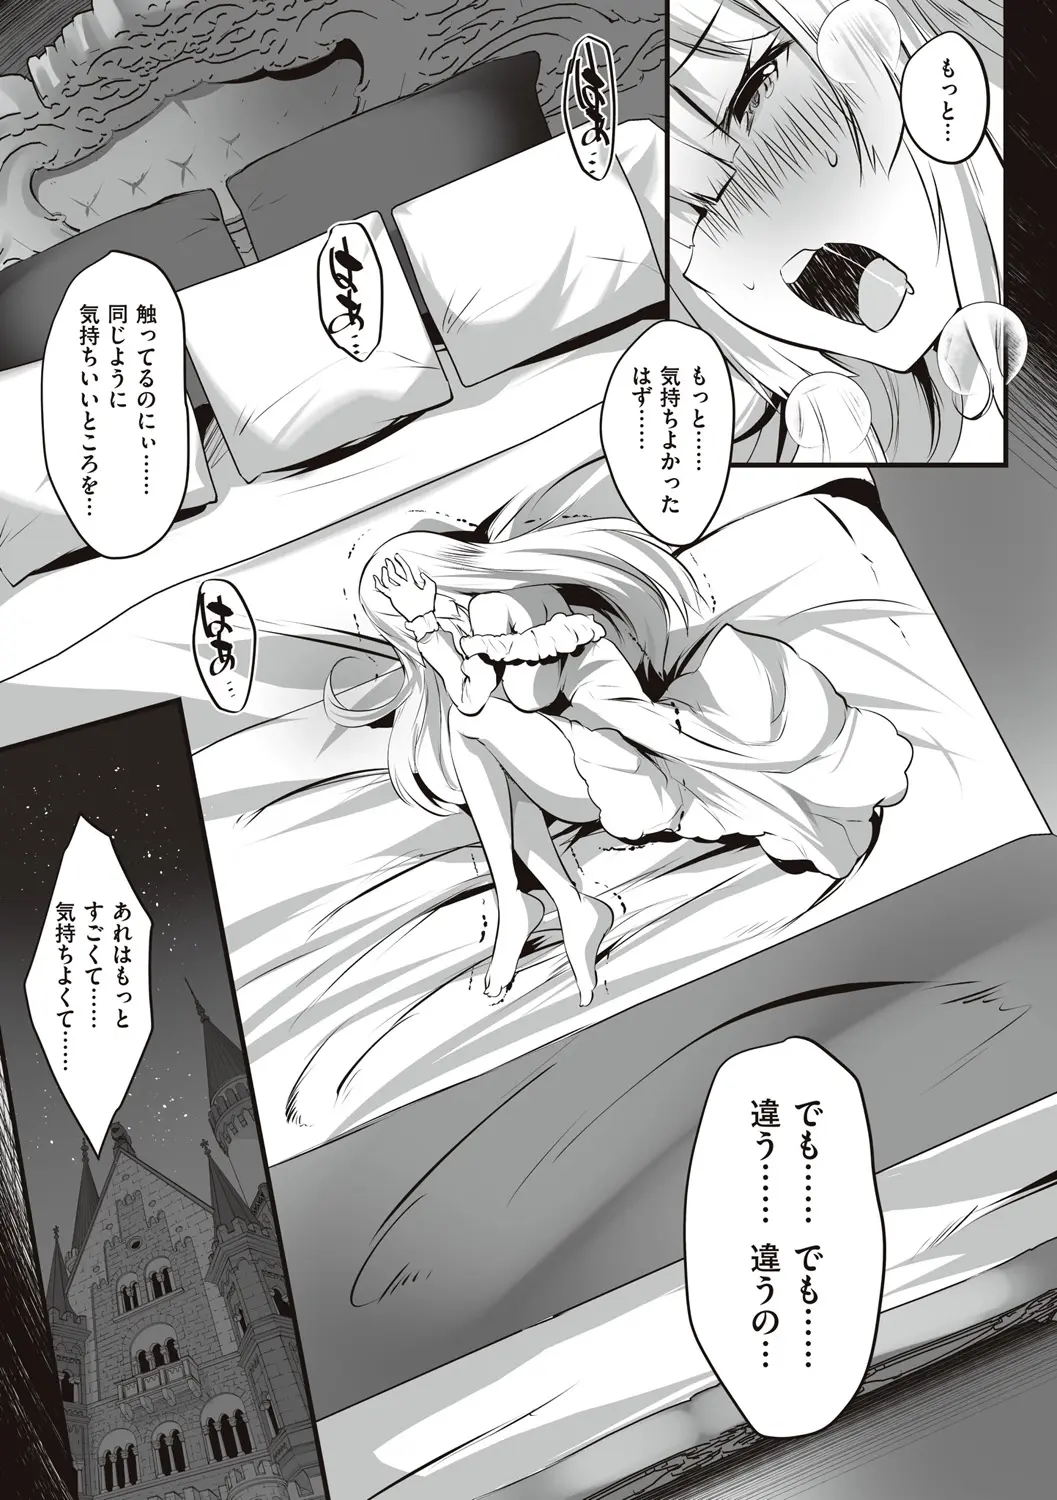 もっと…
もっと……
気持ちよかった
はず……
はぁ…
はぁ…
触ってるのにぃ……
同じように
気持ちいいところを…
はぁ…
でも…… でも……
違う…… 違うの…
あれはもっと
すごくて……
気持ちよくて……